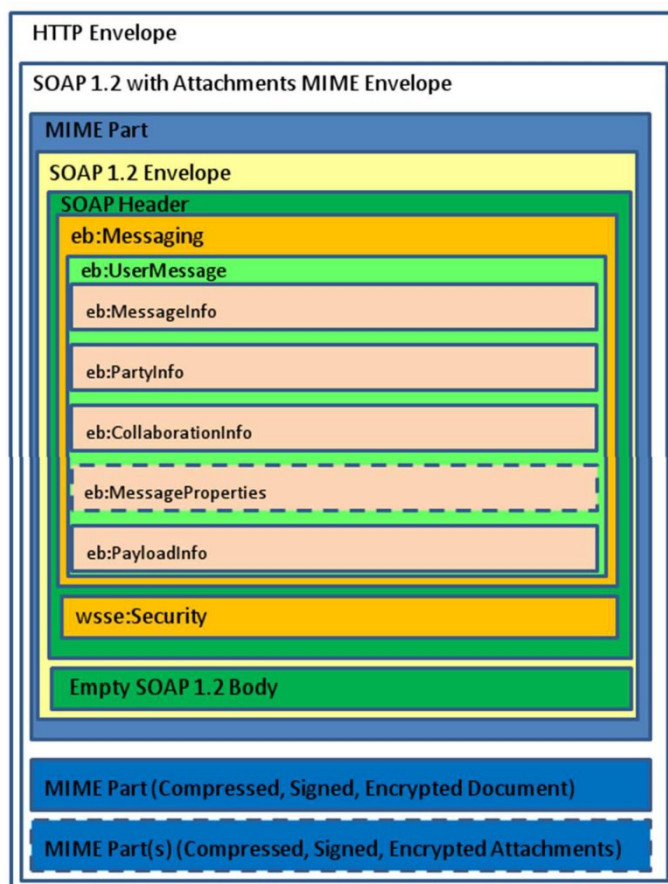 HTTP Envelope
SOAP 1.2 with Attachments MIME Envelope
MIME Part
SOAP 1.2 Envelope
SOAP Header
eb:Messaging
eb:UserMessage
eb:MessageInfo
eb:PartyInfo
eb:CollaborationInfo
eb:MessageProperties
eb:PayloadInfo
wsse:Security
Empty SOAP 1.2 Body
MIME Part (Compressed, Signed, Encrypted Document)
MIME Part(s) (Compressed, Signed, Encrypted Attachments)